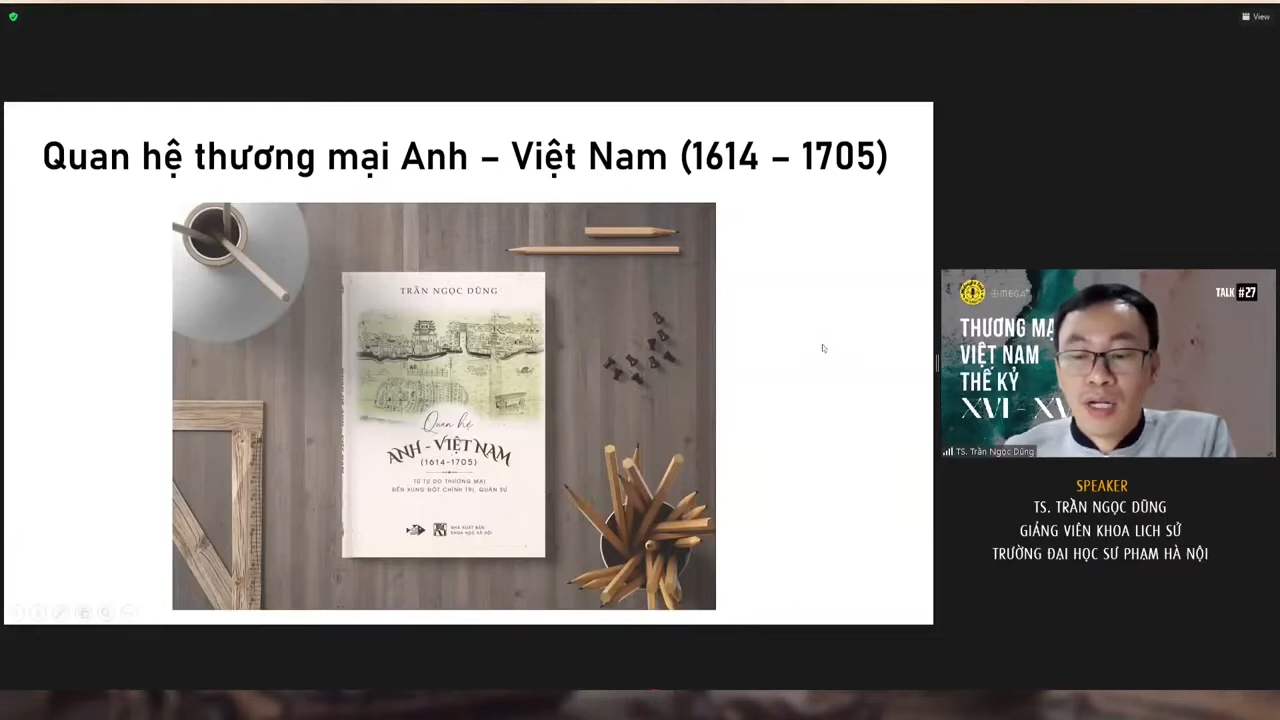 View
Quan hệ thương mại Anh – Việt Nam (1614 – 1705)
TRẦN NGỌC DŨNG
Quan hệ
ANH - VIỆT NAM
(1614-1705)
TỪ TỰ DO THƯƠNG MẠI
ĐẾN XUNG ĐỘT CHÍNH TRỊ, QUÂN SỰ
NHÀ XUẤT BẢN
KHOA HỌC XÃ HỘI
OMEGA+
TALK #27
THƯƠNG MẠ
VIỆT NAM
THẾ KỶ
XVI - XV
TS. Trần Ngọc Dũng
SPEAKER
TS. TRẦN NGỌC DŨNG
GIẢNG VIÊN KHOA LỊCH SỬ
TRƯỜNG ĐẠI HỌC SƯ PHẠM HÀ NỘI